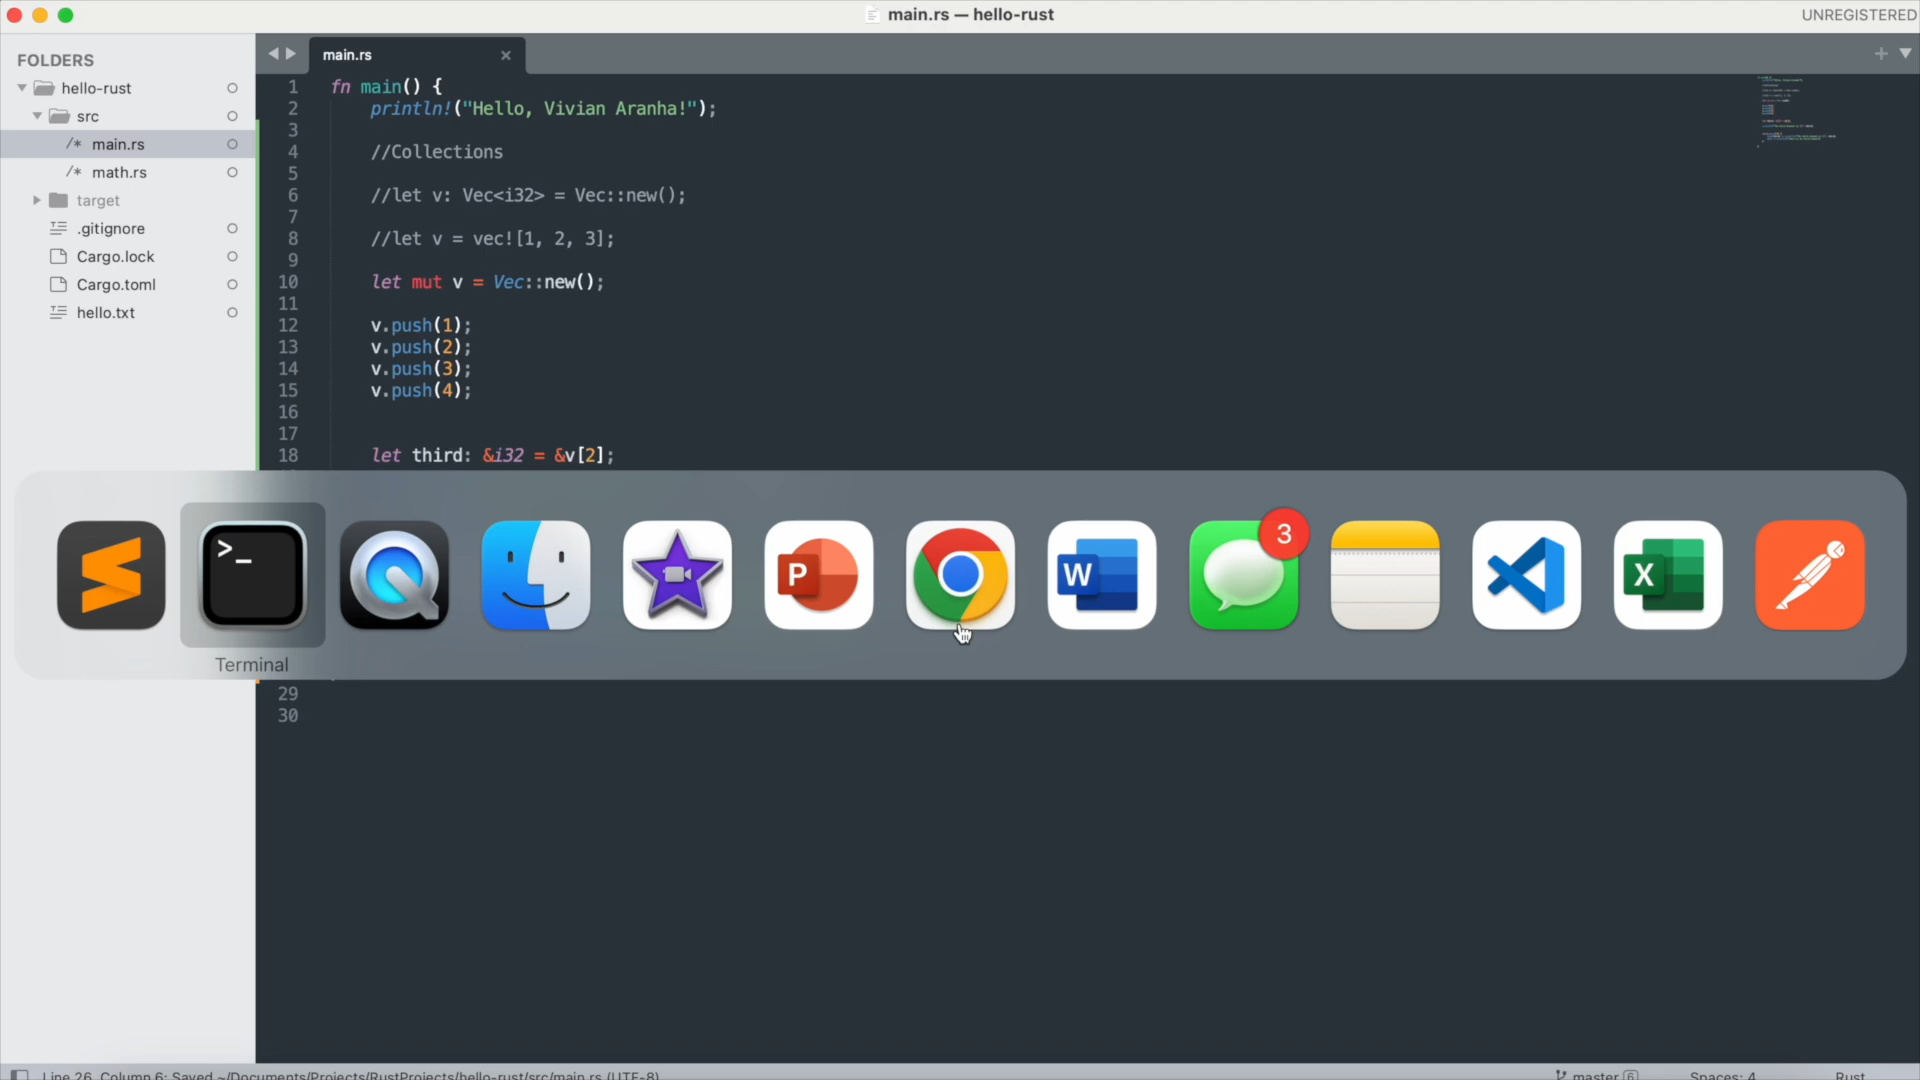 main.rs — hello-rust
UNREGISTERED
FOLDERS
hello-rust
src
/* main.rs
/* math.rs
target
.gitignore
Cargo.lock
Cargo.toml
hello.txt
main.rs
1 fn main() {
2 println!("Hello, Vivian Aranha!");
3
4 //Collections
5
6 //let v: Vec<i32> = Vec::new();
7
8 //let v = vec![1, 2, 3];
9
10 let mut v = Vec::new();
11
12 v.push(1);
13 v.push(2);
14 v.push(3);
15 v.push(4);
16
17
18 let third: &i32 = &v[2];
>_
P
W
3
X
Terminal
29
30
Line 26, Column 6; Saved ~/Documents/Projects/RustProjects/hello-rust/src/main.rs (UTF-8)
master 6
Spaces: 4
Rust